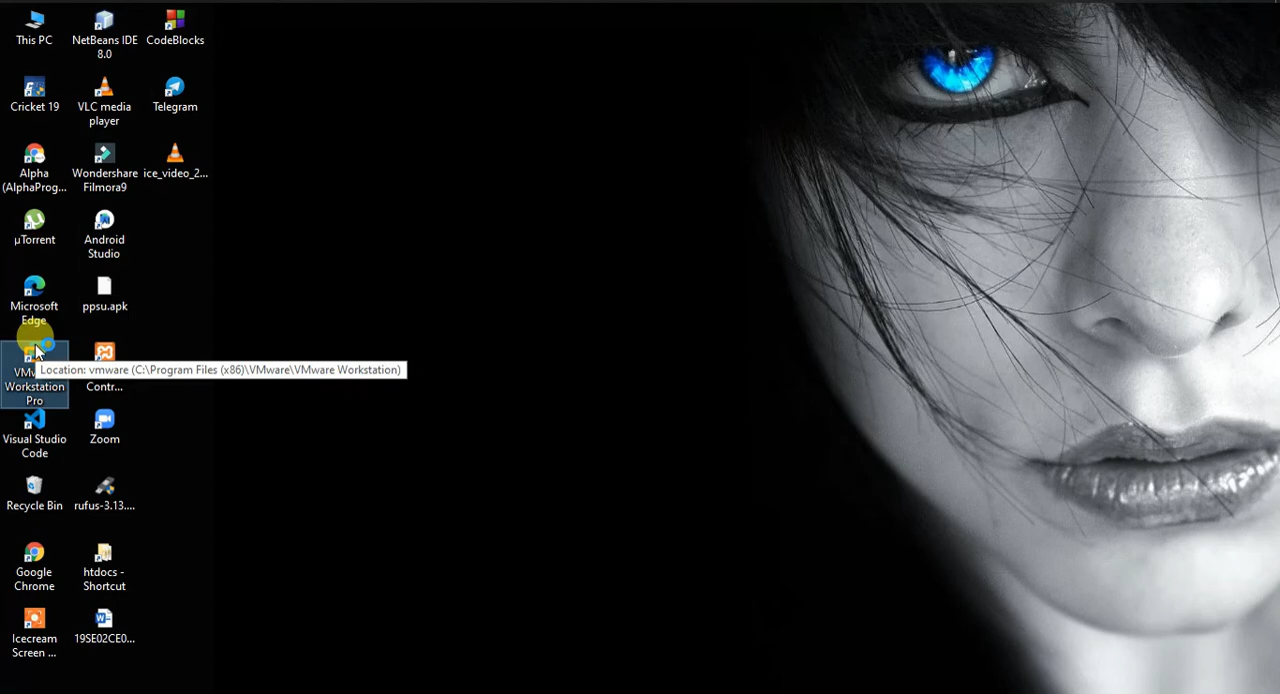 This PC
NetBeans IDE
8.0
CodeBlocks
Cricket 19
VLC media
player
Telegram
Alpha
(AlphaProg...
Wondershare
Filmora9
ice_video_2...
µTorrent
Android
Studio
Microsoft
Edge
ppsu.apk
Workstation
Pro
Location: vmware (C:\Program Files (x86)\VMware\VMware Workstation)
Contr...
Visual Studio
Code
Zoom
Recycle Bin
rufus-3.13....
Google
Chrome
htdocs -
Shortcut
Icecream
Screen ...
19SE02CE0...